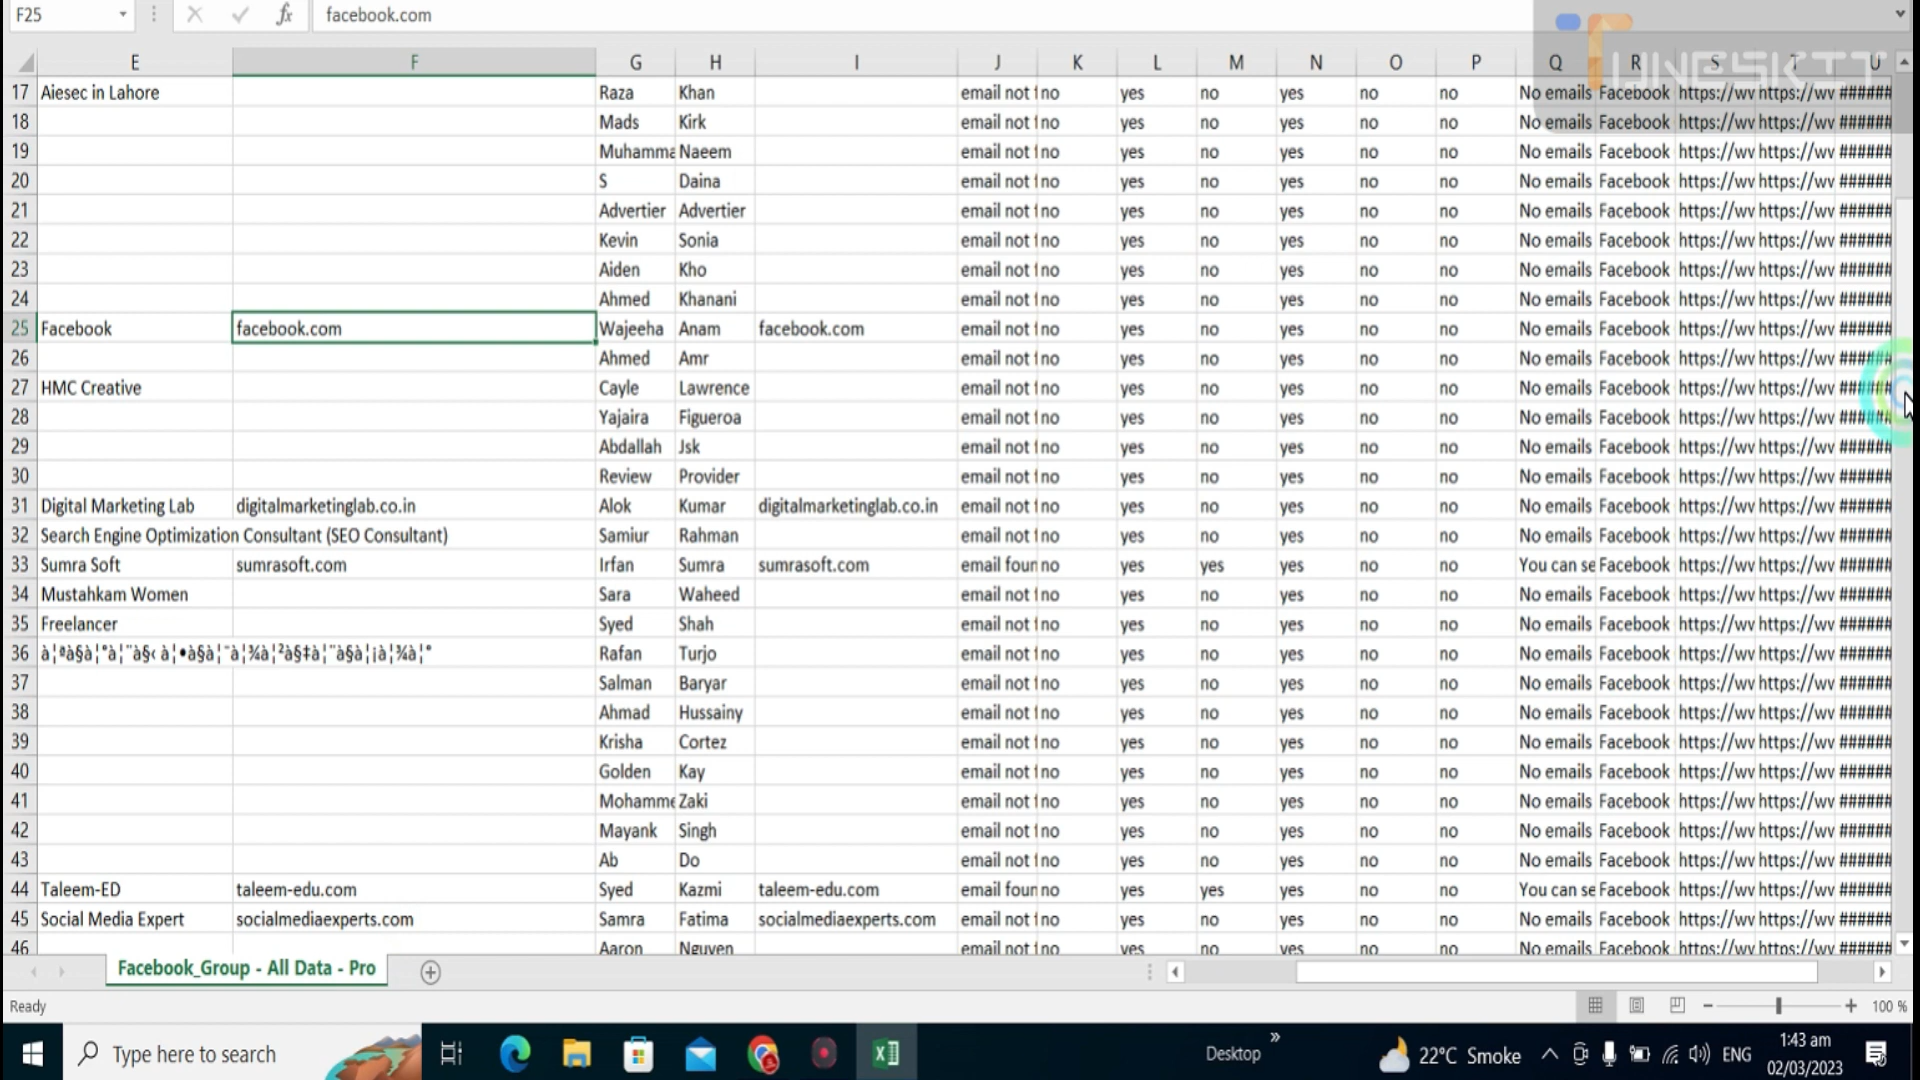 F25 facebook.com
TUNESKIT
E F G H I J K L M N O P Q R S T U
17 Aiesec in Lahore Raza Khan email not f no yes no yes no no No emails Facebook https://wv https://wv ######
18 Mads Kirk email not f no yes no yes no no No emails Facebook https://wv https://wv ######
19 Muhamma Naeem email not f no yes no yes no no No emails Facebook https://wv https://wv ######
20 S Daina email not f no yes no yes no no No emails Facebook https://wv https://wv ######
21 Advertier Advertier email not f no yes no yes no no No emails Facebook https://wv https://wv ######
22 Kevin Sonia email not f no yes no yes no no No emails Facebook https://wv https://wv ######
23 Aiden Kho email not f no yes no yes no no No emails Facebook https://wv https://wv ######
24 Ahmed Khanani email not f no yes no yes no no No emails Facebook https://wv https://wv ######
25 Facebook facebook.com Wajeeha Anam facebook.com email not f no yes no yes no no No emails Facebook https://wv https://wv ######
26 Ahmed Amr email not f no yes no yes no no No emails Facebook https://wv https://wv ######
27 HMC Creative Cayle Lawrence email not f no yes no yes no no No emails Facebook https://wv https://wv ######
28 Yajaira Figueroa email not f no yes no yes no no No emails Facebook https://wv https://wv ######
29 Abdallah Jsk email not f no yes no yes no no No emails Facebook https://wv https://wv ######
30 Review Provider email not f no yes no yes no no No emails Facebook https://wv https://wv ######
31 Digital Marketing Lab digitalmarketinglab.co.in Alok Kumar digitalmarketinglab.co.in email not f no yes no yes no no No emails Facebook https://wv https://wv ######
32 Search Engine Optimization Consultant (SEO Consultant) Samiur Rahman email not f no yes no yes no no No emails Facebook https://wv https://wv ######
33 Sumra Soft sumrasoft.com Irfan Sumra sumrasoft.com email foun no yes yes yes no no You can se Facebook https://wv https://wv ######
34 Mustahkam Women Sara Waheed email not f no yes no yes no no No emails Facebook https://wv https://wv ######
35 Freelancer Syed Shah email not f no yes no yes no no No emails Facebook https://wv https://wv ######
36 Rafan Turjo email not f no yes no yes no no No emails Facebook https://wv https://wv ######
37 Salman Baryar email not f no yes no yes no no No emails Facebook https://wv https://wv ######
38 Ahmad Hussainy email not f no yes no yes no no No emails Facebook https://wv https://wv ######
39 Krisha Cortez email not f no yes no yes no no No emails Facebook https://wv https://wv ######
40 Golden Kay email not f no yes no yes no no No emails Facebook https://wv https://wv ######
41 Mohamme Zaki email not f no yes no yes no no No emails Facebook https://wv https://wv ######
42 Mayank Singh email not f no yes no yes no no No emails Facebook https://wv https://wv ######
43 Ab Do email not f no yes no yes no no No emails Facebook https://wv https://wv ######
44 Taleem-ED taleem-edu.com Syed Kazmi taleem-edu.com email foun no yes yes yes no no You can se Facebook https://wv https://wv ######
45 Social Media Expert socialmediaexperts.com Samra Fatima socialmediaexperts.com email not f no yes no yes no no No emails Facebook https://wv https://wv ######
46 Aaron Nguyen email not f no yes no yes no no No emails Facebook https://wv https://wv ######
Facebook_Group - All Data - Pro
Ready 100 %
Type here to search Desktop 22°C Smoke ENG 1:43 am
02/03/2023